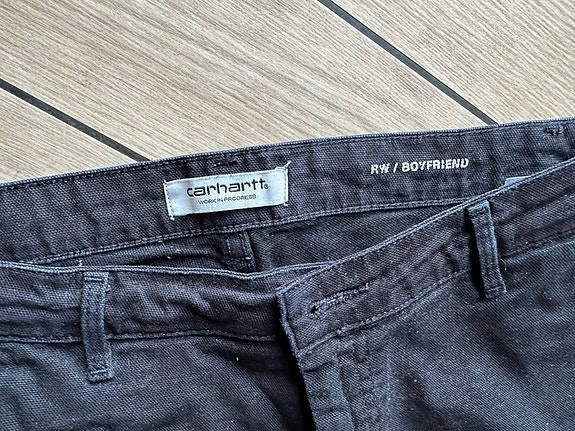 carhartt®
WORK IN PROGRESS
RW / BOYFRIEND